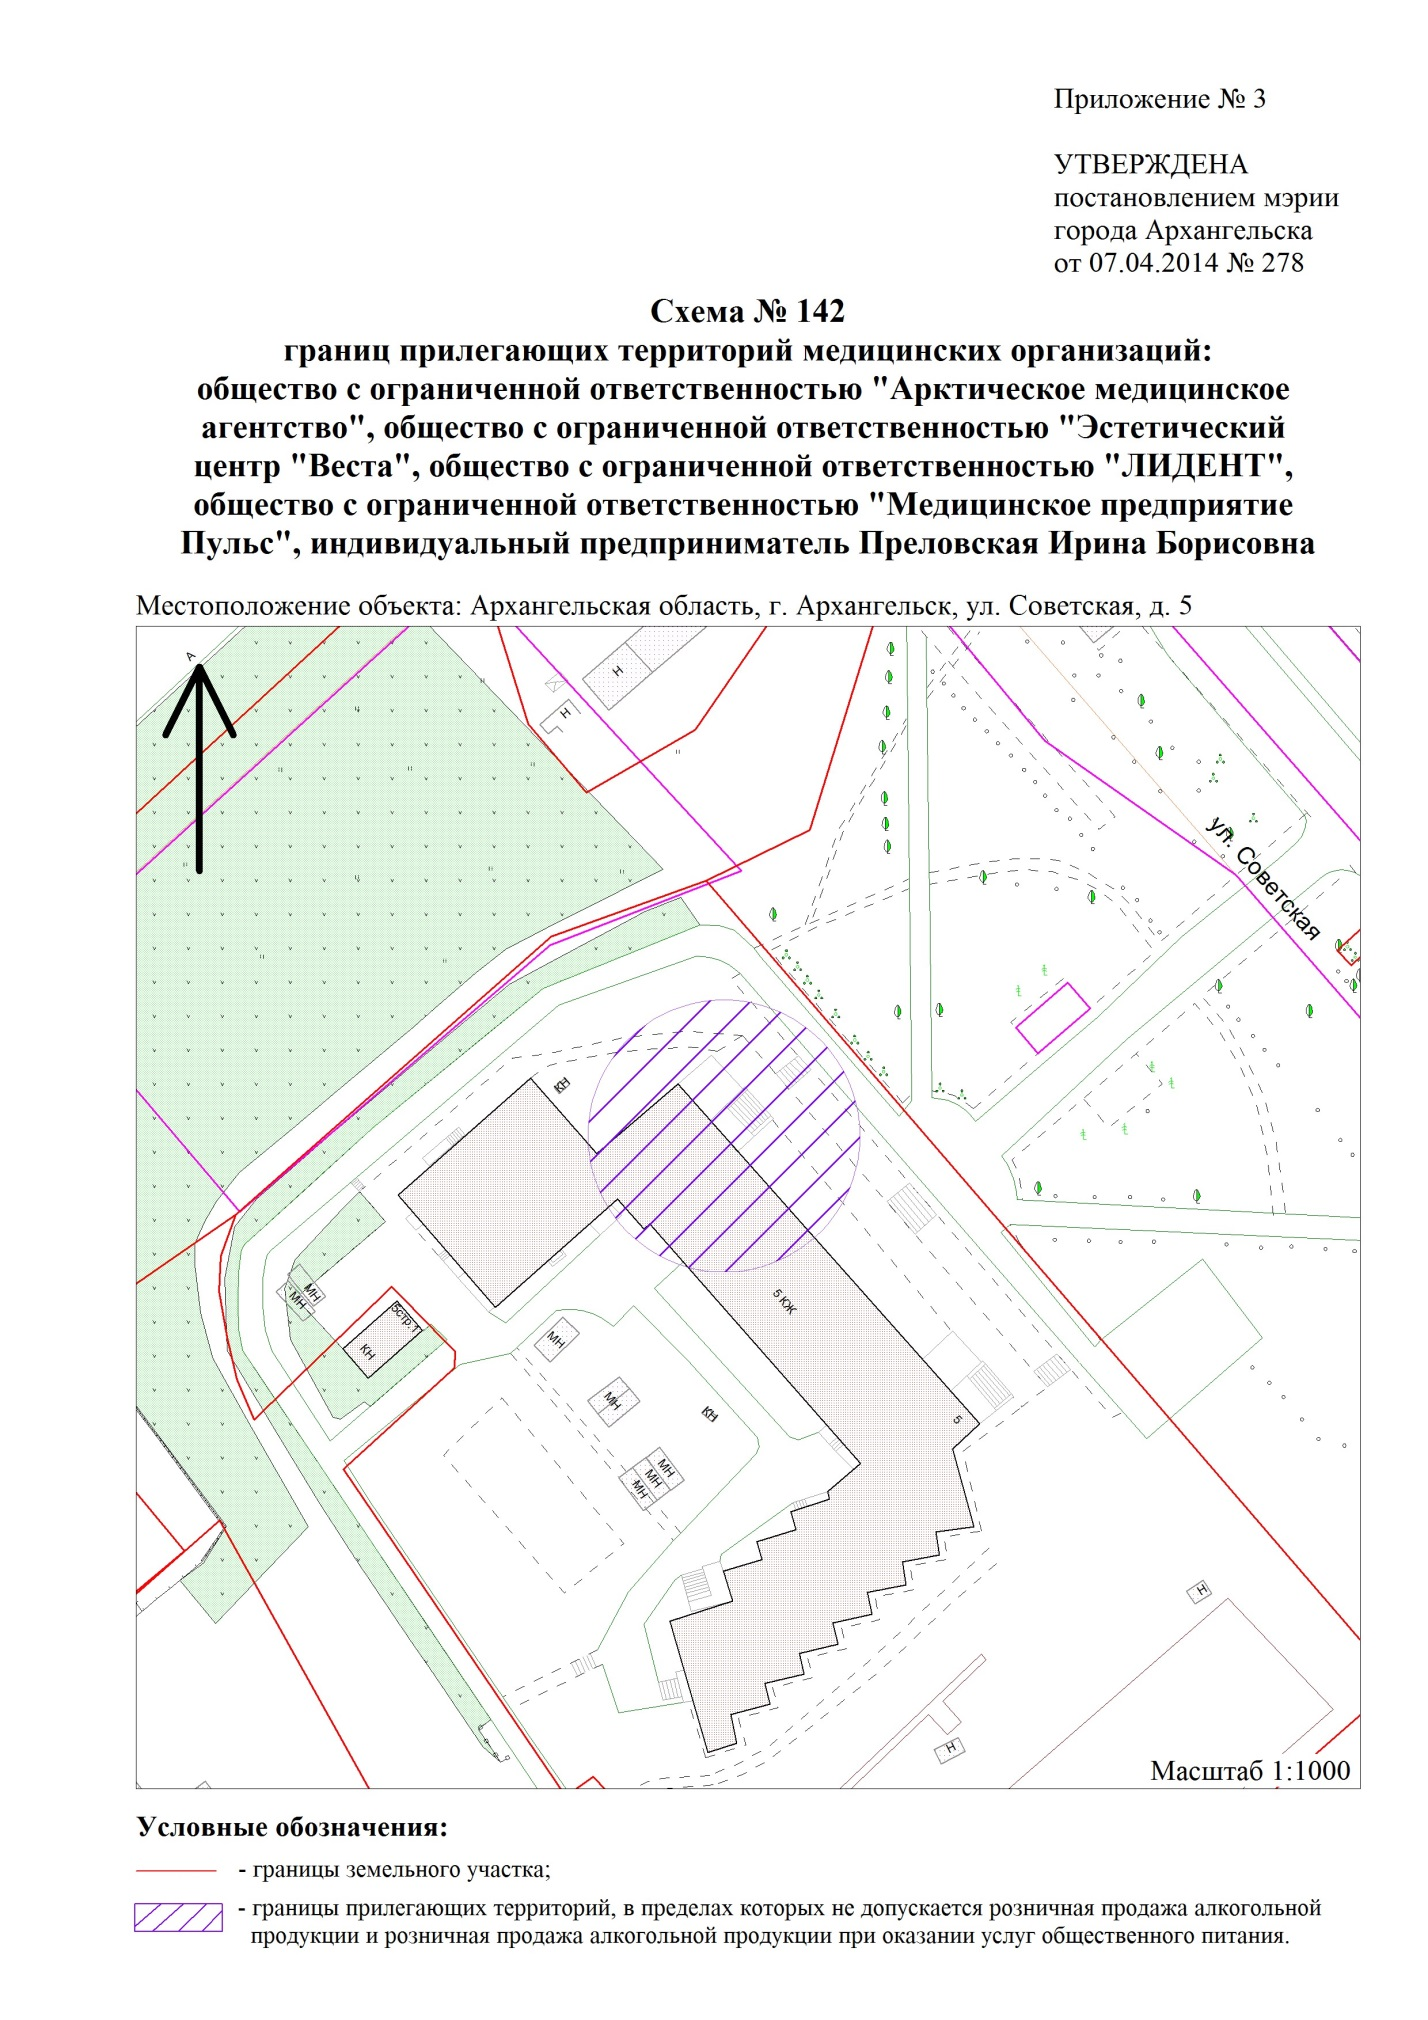 Приложение № 3
УТВЕРЖДЕНА
постановлением мэрии
города Архангельска
от 07.04.2014 № 278
Схема № 142
границ прилегающих территорий медицинских организаций:
общество с ограниченной ответственностью "Арктическое медицинское
агентство", общество с ограниченной ответственностью "Эстетический
центр "Веста", общество с ограниченной ответственностью "ЛИДЕНТ",
общество с ограниченной ответственностью "Медицинское предприятие
Пульс", индивидуальный предприниматель Преловская Ирина Борисовна
Местоположение объекта: Архангельская область, г. Архангельск, ул. Советская, д. 5
А
Н
Н
ул. Советская
КН
МН
МН
5стр.1
КН
5 КЖ
МН
МН
КН
5
МН
МН
МН
Н
Н
Масштаб 1:1000
Условные обозначения:
- границы земельного участка;
- границы прилегающих территорий, в пределах которых не допускается розничная продажа алкогольной
продукции и розничная продажа алкогольной продукции при оказании услуг общественного питания.